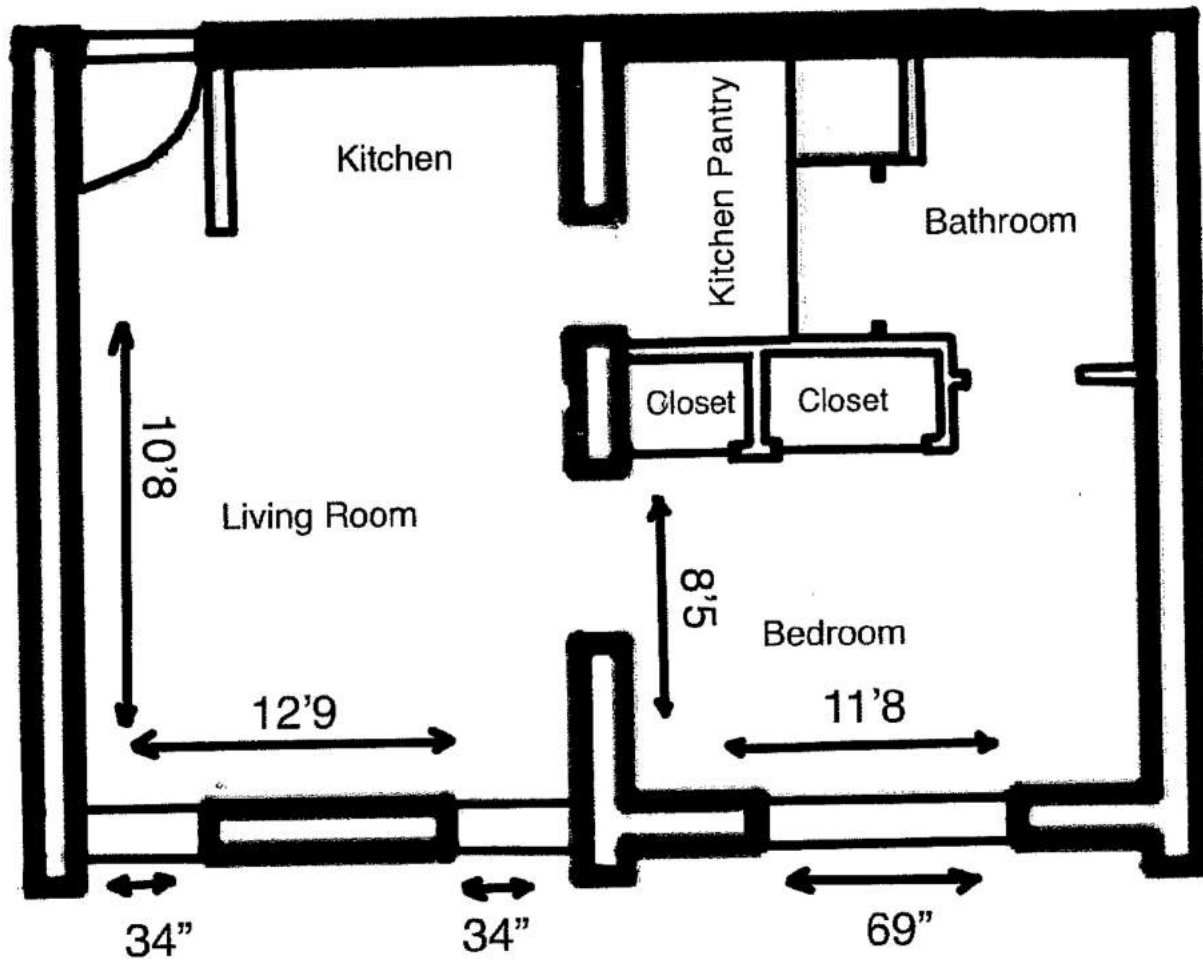 Kitchen
Kitchen Pantry
Bathroom
Closet
Closet
10'8
Living Room
8'5
Bedroom
12'9
11'8
34”
34”
69”